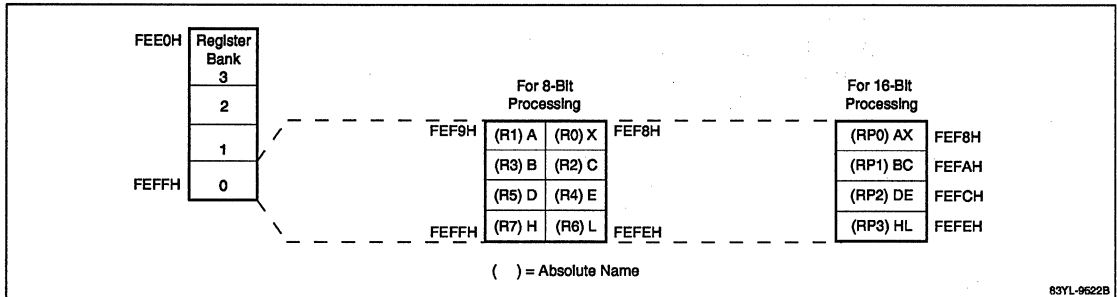 FEE0H
Register
Bank
3
2
1
0
FEFFH
For 8-Bit
Processing
FEF9H (R1) A (R0) X FEF8H
(R3) B (R2) C
(R5) D (R4) E
FEFFH (R7) H (R6) L FEFEH
( ) = Absolute Name
For 16-Bit
Processing
(RP0) AX FEF8H
(RP1) BC FEFAH
(RP2) DE FEFCH
(RP3) HL FEFEH
83YL-9522B